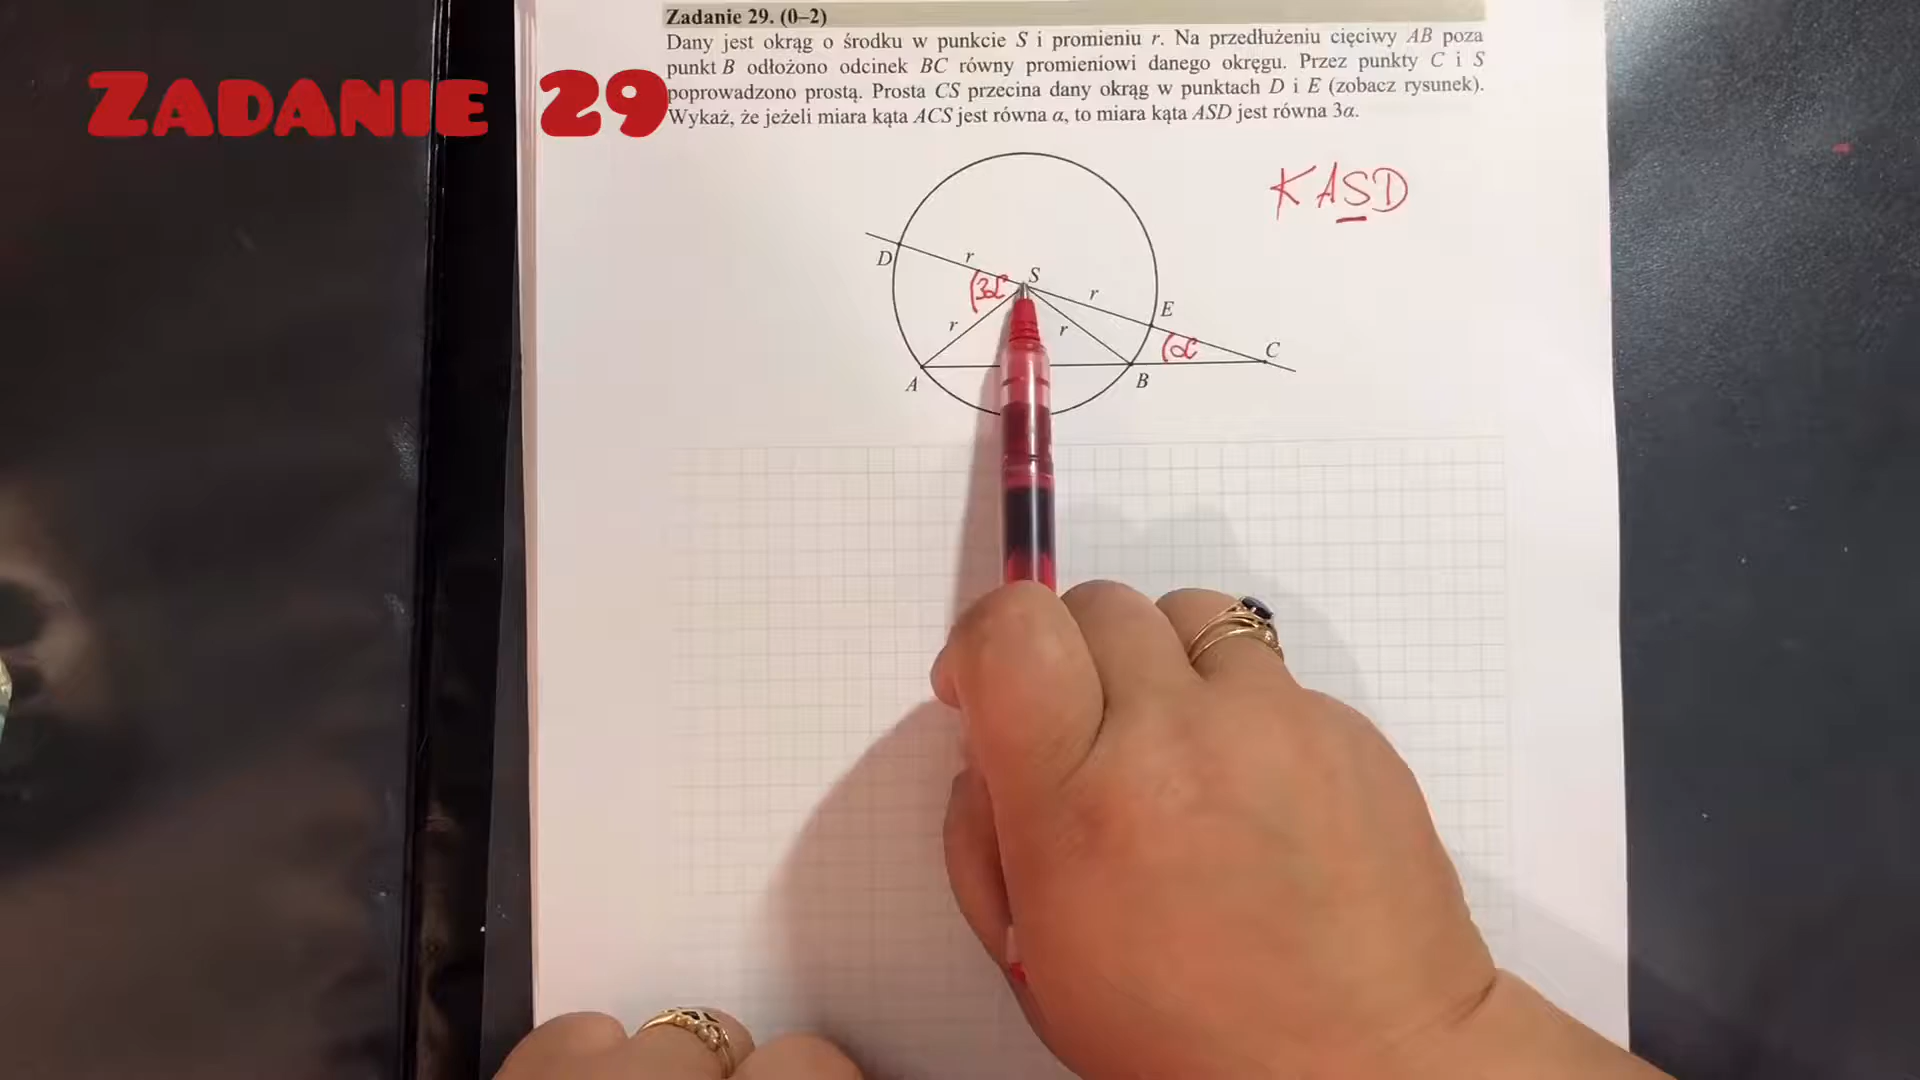 Zadanie 29. (0–2)
Dany jest okrąg o środku w punkcie S i promieniu r. Na przedłużeniu cięciwy AB poza
punkt B odłożono odcinek BC równy promieniowi danego okręgu. Przez punkty C i S
poprowadzono prostą. Prosta CS przecina dany okrąg w punktach D i E (zobacz rysunek).
Wykaż, że jeżeli miara kąta ACS jest równa α, to miara kąta ASD jest równa 3α.
ZADANIE 29
KASD
D
r
S
3α
r
E
r
r
α
C
A
B